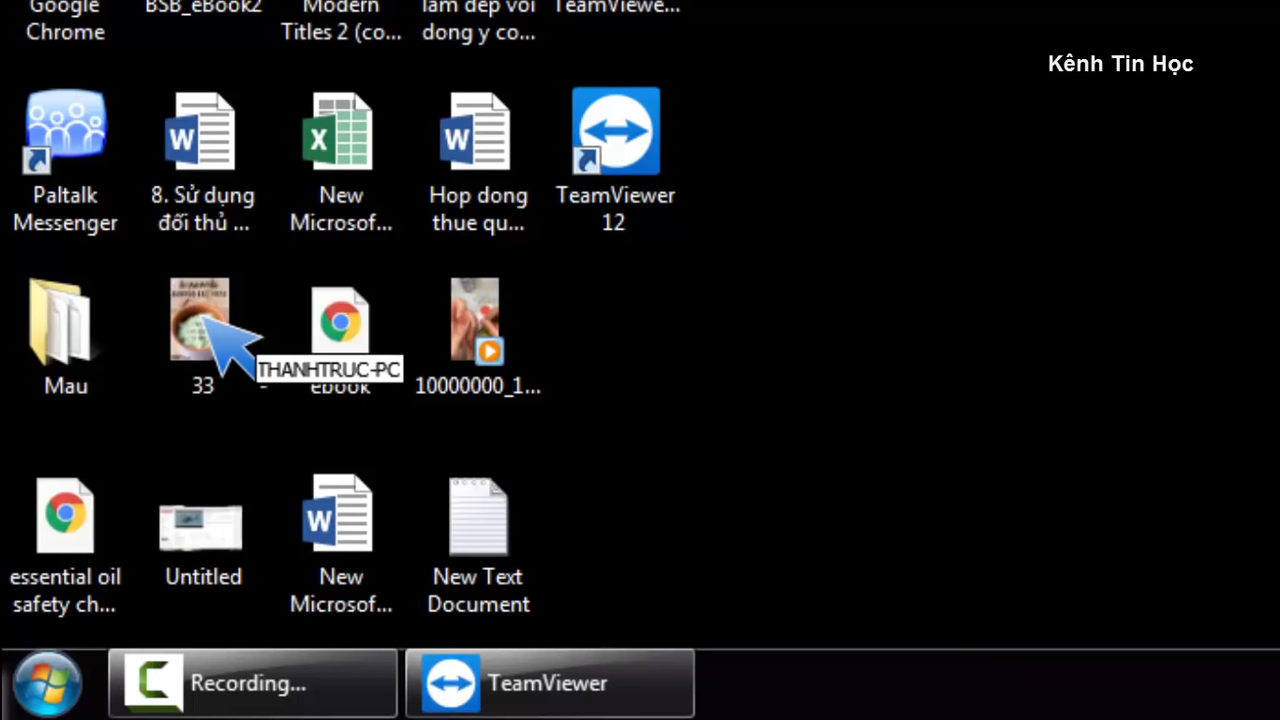 Google
Chrome
BSB_eBook2
Modern
Titles 2 (co...
lam dep voi
dong y co...
TeamViewe...
Kênh Tin Học
Paltalk
Messenger
8. Sử dụng
đối thủ ...
New
Microsof...
Hop dong
thue qu...
TeamViewer
12
Mau
33
THANHTRUC-PC
ebook
10000000_1...
essential oil
safety ch...
Untitled
New
Microsof...
New Text
Document
Recording...
TeamViewer